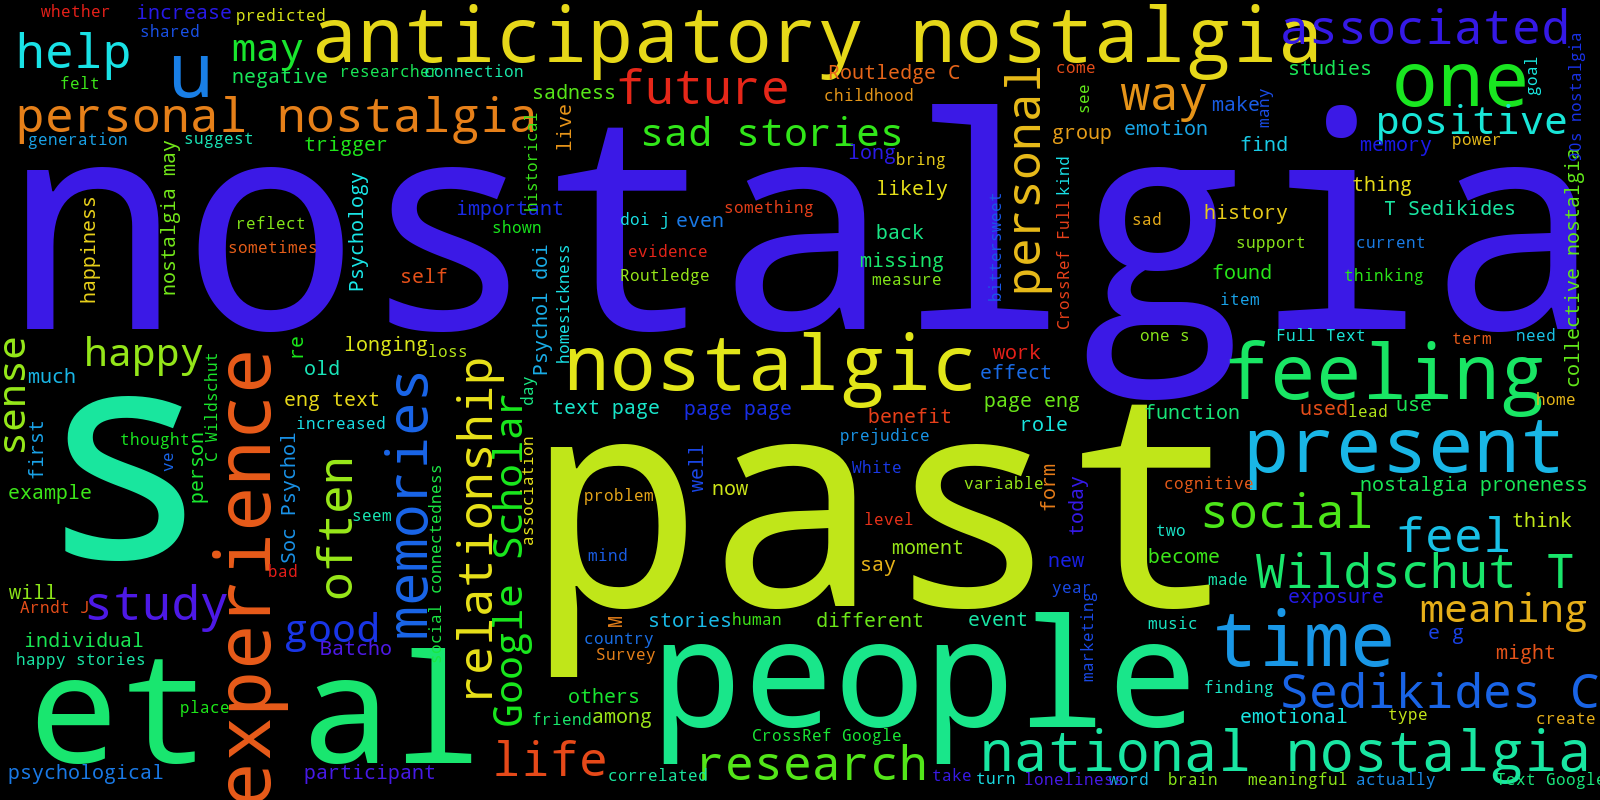 whether
increase
predicted
anticipatory nostalgia
associated
shared
help
u
may
felt
negative
researcher
connection
sadness
future
Routledge C
childhood
personal
come
see
way
make
many
studies
one
goal
gos nostalgia
personal nostalgia
generation
suggest
trigger
historical
live
sad stories
long
bring
likely
group
emotion
find
positive
memory
power
nostalgia
happiness
nostalgia may
reflect
sometimes
Psychology
self
important
shown
doi j
even
something
evidence
Routledge
back
missing
measure
bittersweet
CrossRef Full
kind
sad
history
support
found
item
thing
T Sedikides
current
thinking
collective nostalgia
Psychol doi
homesickness
sense
much
happy
re
old
longing
loss
nostalgic
work
effect
one s
Full Text
term
need
feeling
first
s
thought
ve
person
C Wildschut
example
experience
eng text
increased
Soc Psychol
often
seem
bad
memories
social connectedness
relationship
Google Scholar
day
association
text page
page page
benefit
page eng
prejudice
role
function
used
lead
use
home
past
well
now
problem
mind
White
level
moment
say
variable
form
today
new
year
present
cognitive
nostalgia proneness
two
become
made
social
feel
think
Wildschut T
exposure
meaning
will
Arndt J
study
individual
happy stories
good
Batcho
et al
place
psychological
participant
M
stories
human
different
event
country
Survey
marketing
music
time
e g
might
people
others
friend
among
CrossRef Google
finding
Sedikides C
emotional
type
create
life
correlated
research
national nostalgia
take
turn
loneliness
word
brain
meaningful
actually
Text Google